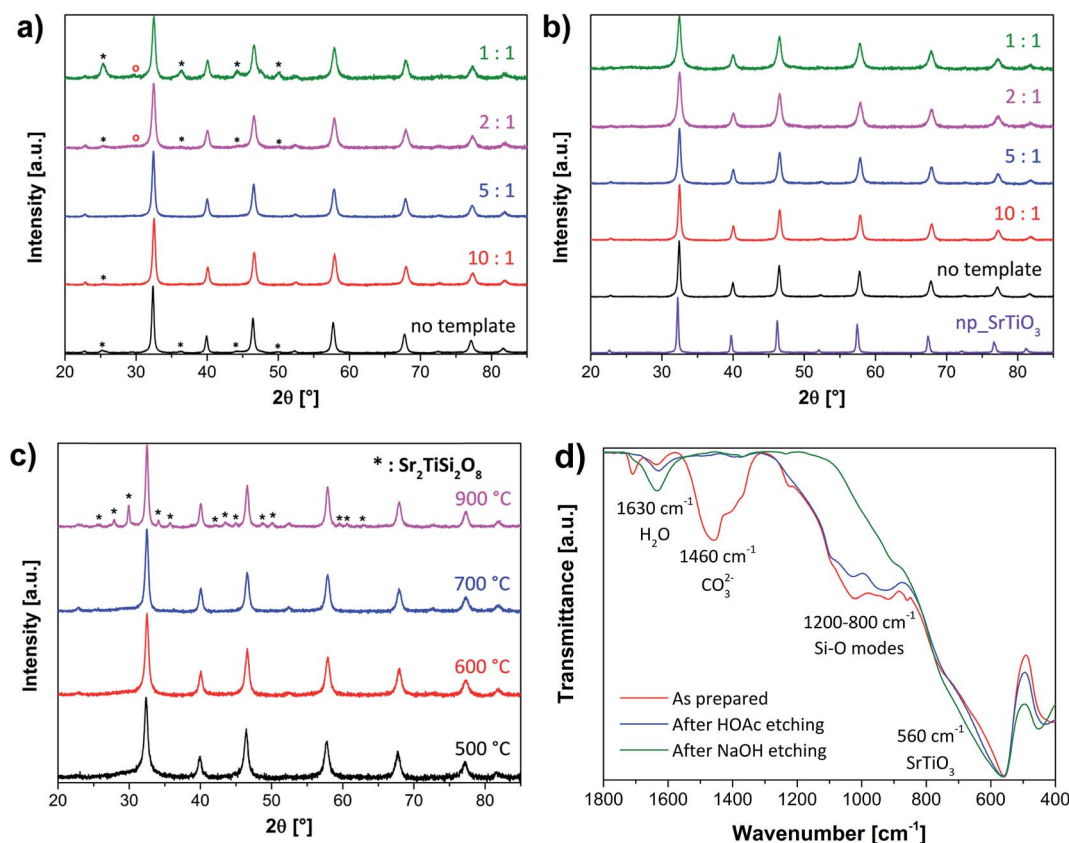 a)
Intensity [a.u.]
*
o
*
*
*
1 : 1
*
o
*
*
*
2 : 1
5 : 1
*
10 : 1
*
*
*
*
no template
20 30 40 50 60 70 80
2θ [°]
b)
Intensity [a.u.]
1 : 1
2 : 1
5 : 1
10 : 1
no template
np_SrTiO3
20 30 40 50 60 70 80
2θ [°]
c)
Intensity [a.u.]
* : Sr2TiSi2O8
* * * * * * * * * * * * *
900 °C
700 °C
600 °C
500 °C
20 30 40 50 60 70 80
2θ [°]
d)
Transmittance [a.u.]
1630 cm-1
H2O
1460 cm-1
CO3 2-
1200-800 cm-1
Si-O modes
As prepared
After HOAc etching
After NaOH etching
560 cm-1
SrTiO3
1800 1600 1400 1200 1000 800 600 400
Wavenumber [cm-1]